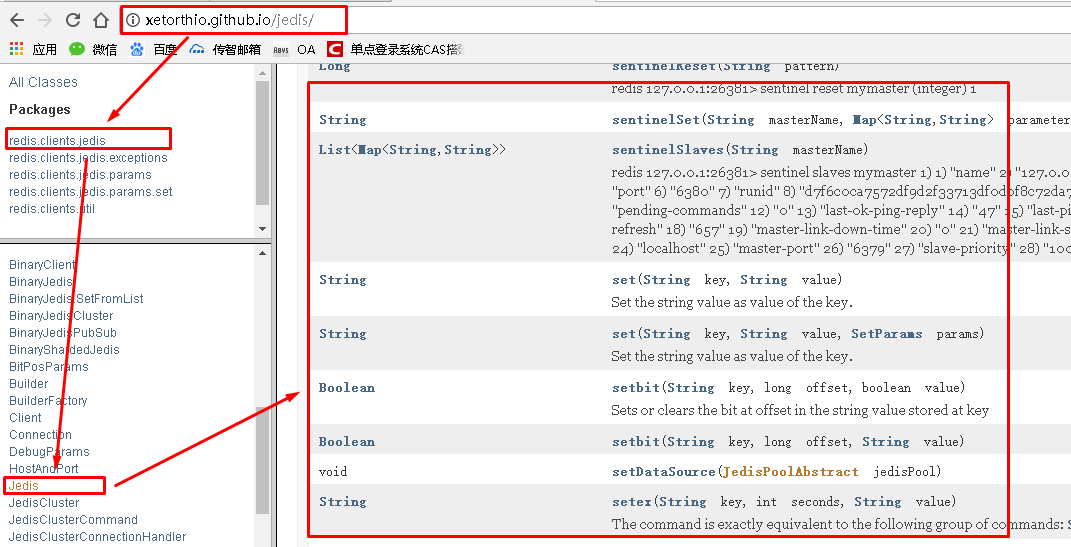 xetorthio.github.io/jedis/
应用 微信 百度 传智邮箱 OA 单点登录系统CAS搭
All Classes
Packages
redis.clients.jedis
redis.clients.jedis.exceptions
redis.clients.jedis.params
redis.clients.jedis.params.set
redis.clients.util
BinaryClient
BinaryJedis
BinaryJedis.SetFromList
BinaryJedisCluster
BinaryJedisPubSub
BinaryShardedJedis
BitPosParams
Builder
BuilderFactory
Client
Connection
DebugParams
HostAndPort
Jedis
JedisCluster
JedisClusterCommand
JedisClusterConnectionHandler
Long sentinelReset(String pattern)
redis 127.0.0.1:26381> sentinel reset mymaster (integer) 1
String sentinelSet(String masterName, Map<String,String> parameter
List<Map<String,String>> sentinelSlaves(String masterName)
redis 127.0.0.1:26381> sentinel slaves mymaster 1) 1) "name" 2) "127.0.
"port" 6) "6380" 7) "runid" 8)
"pending-commands" 12) "0" 13) "last-ok-ping-reply" 14) "47" 15) "last-pi
refresh" 18) "657" 19) "master-link-down-time" 20) "0" 21) "master-link-s
24) "localhost" 25) "master-port" 26) "6379" 27) "slave-priority" 28) "100
String set(String key, String value)
Set the string value as value of the key.
String set(String key, String value, SetParams params)
Set the string value as value of the key.
Boolean setbit(String key, long offset, boolean value)
Sets or clears the bit at offset in the string value stored at key
Boolean setbit(String key, long offset, String value)
void setDataSource(JedisPoolAbstract jedisPool)
String setex(String key, int seconds, String value)
The command is exactly equivalent to the following group of commands: S